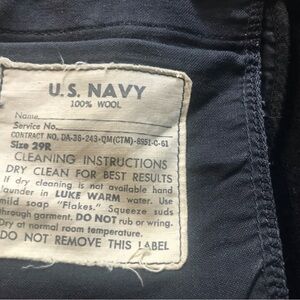 U.S. NAVY
100% WOOL
Name
Service No.
CONTRACT NO. DA-36-243-QM(CTM)-8951-C-61
Size 29R
CLEANING INSTRUCTIONS
DRY CLEAN FOR BEST RESULTS
If dry cleaning is not available hand
launder in LUKE WARM water. Use
mild soap "Flakes." Squeeze suds
through garment. DO NOT rub or wring.
Dry at normal room temperature.
DO NOT REMOVE THIS LABEL